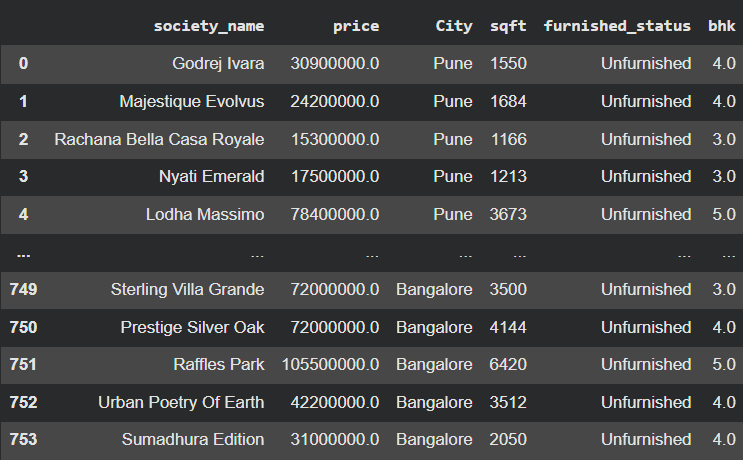 society_name price City sqft furnished_status bhk
0 Godrej Ivara 30900000.0 Pune 1550 Unfurnished 4.0
1 Majestique Evolvus 24200000.0 Pune 1684 Unfurnished 4.0
2 Rachana Bella Casa Royale 15300000.0 Pune 1166 Unfurnished 3.0
3 Nyati Emerald 17500000.0 Pune 1213 Unfurnished 3.0
4 Lodha Massimo 78400000.0 Pune 3673 Unfurnished 5.0
... ... ... ... ... ... ...
749 Sterling Villa Grande 72000000.0 Bangalore 3500 Unfurnished 3.0
750 Prestige Silver Oak 72000000.0 Bangalore 4144 Unfurnished 4.0
751 Raffles Park 105500000.0 Bangalore 6420 Unfurnished 5.0
752 Urban Poetry Of Earth 42200000.0 Bangalore 3512 Unfurnished 4.0
753 Sumadhura Edition 31000000.0 Bangalore 2050 Unfurnished 4.0